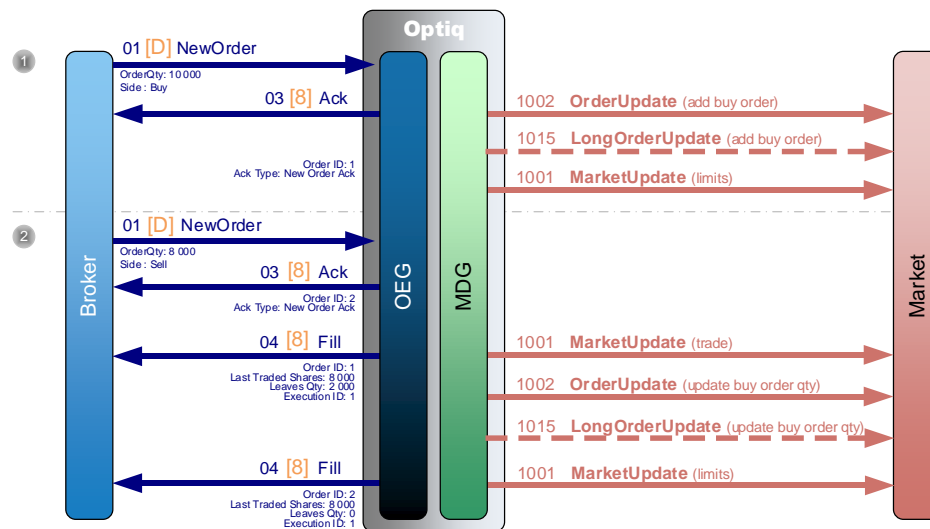 Optiq
1
01 [D] NewOrder
OrderQty: 10 000
Side : Buy
03 [8] Ack
Order ID: 1
Ack Type: New Order Ack
1002 OrderUpdate (add buy order)
1015 LongOrderUpdate (add buy order)
1001 MarketUpdate (limits)
2
01 [D] NewOrder
OrderQty: 8 000
Side : Sell
03 [8] Ack
Order ID: 2
Ack Type: New Order Ack
04 [8] Fill
Order ID: 1
Last Traded Shares: 8 000
Leaves Qty: 2 000
Execution ID: 1
04 [8] Fill
Order ID: 2
Last Traded Shares: 8 000
Leaves Qty: 0
Execution ID: 1
1001 MarketUpdate (trade)
1002 OrderUpdate (update buy order qty)
1015 LongOrderUpdate (update buy order qty)
1001 MarketUpdate (limits)
Broker
OEG
MDG
Market